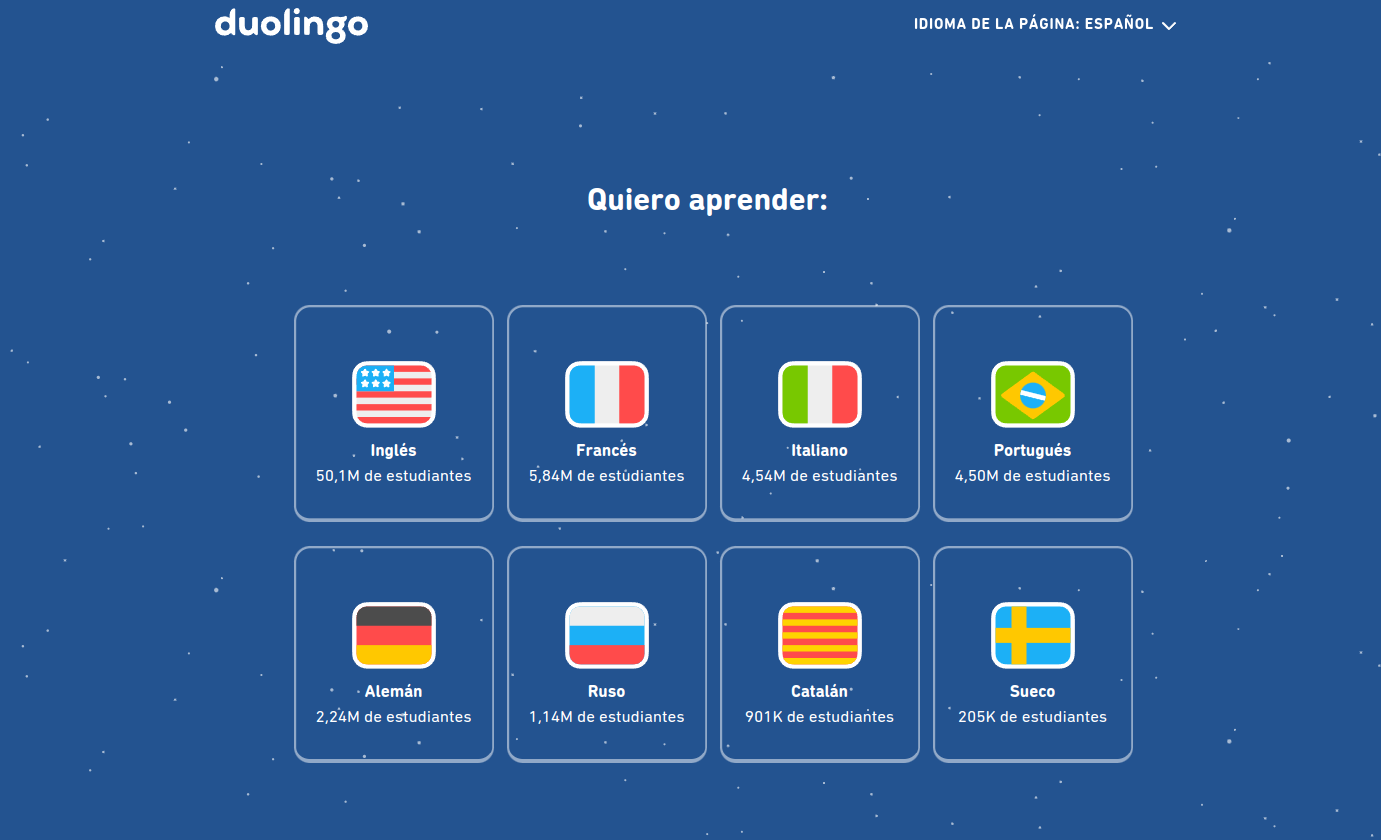 duolingo
IDIOMA DE LA PÁGINA: ESPAÑOL
Quiero aprender:
Inglés
50,1M de estudiantes
Francés
5,84M de estudiantes
Italiano
4,54M de estudiantes
Portugués
4,50M de estudiantes
Alemán
2,24M de estudiantes
Ruso
1,14M de estudiantes
Catalán
901K de estudiantes
Sueco
205K de estudiantes